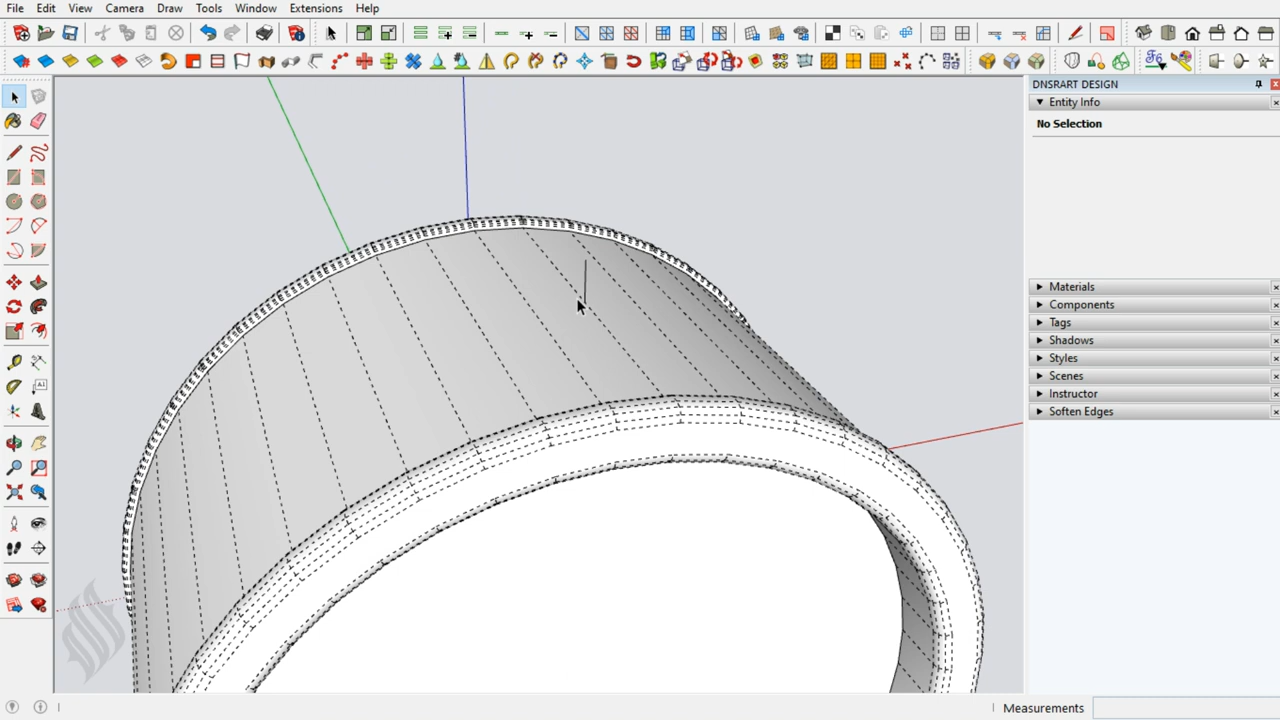 File Edit View Camera Draw Tools Window Extensions Help
DNSRART DESIGN
Entity Info
No Selection
Materials
Components
Tags
Shadows
Styles
Scenes
Instructor
Soften Edges
Measurements